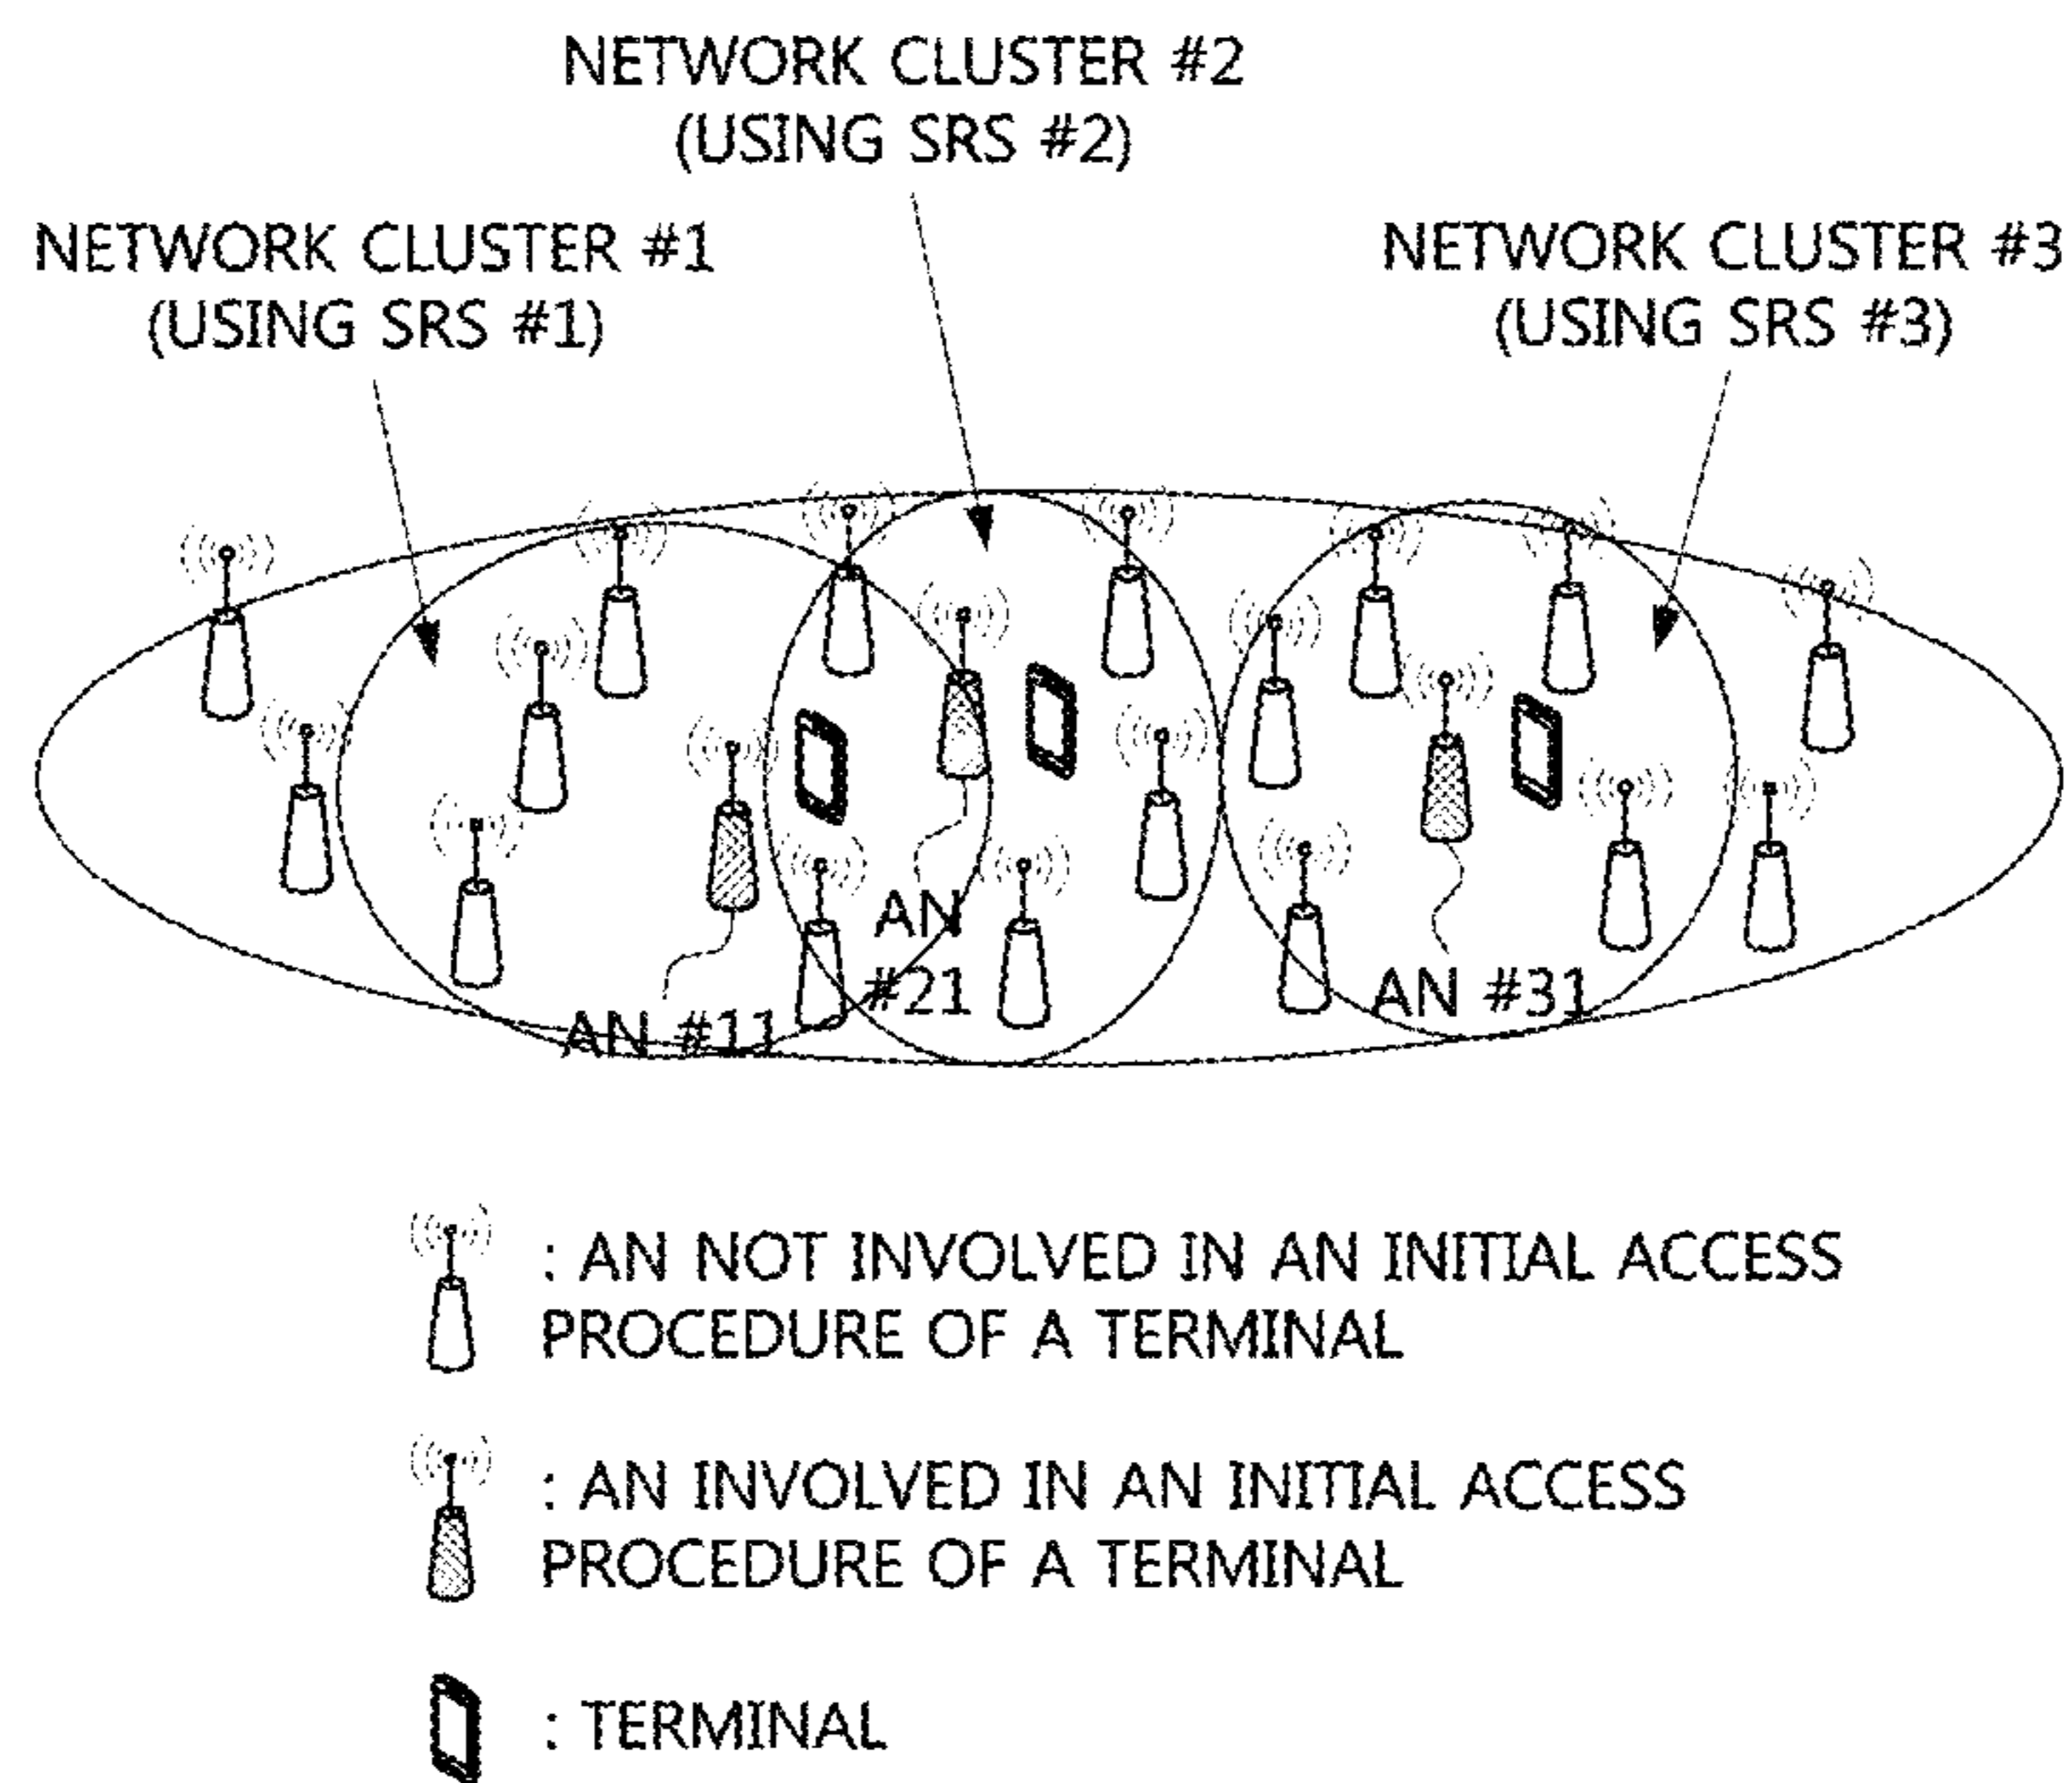 NETWORK CLUSTER #2
(USING SRS #2)
NETWORK CLUSTER #1
(USING SRS #1)
NETWORK CLUSTER #3
(USING SRS #3)
AN
#21
AN #31
AN #11
: AN NOT INVOLVED IN AN INITIAL ACCESS
PROCEDURE OF A TERMINAL
: AN INVOLVED IN AN INITIAL ACCESS
PROCEDURE OF A TERMINAL
: TERMINAL